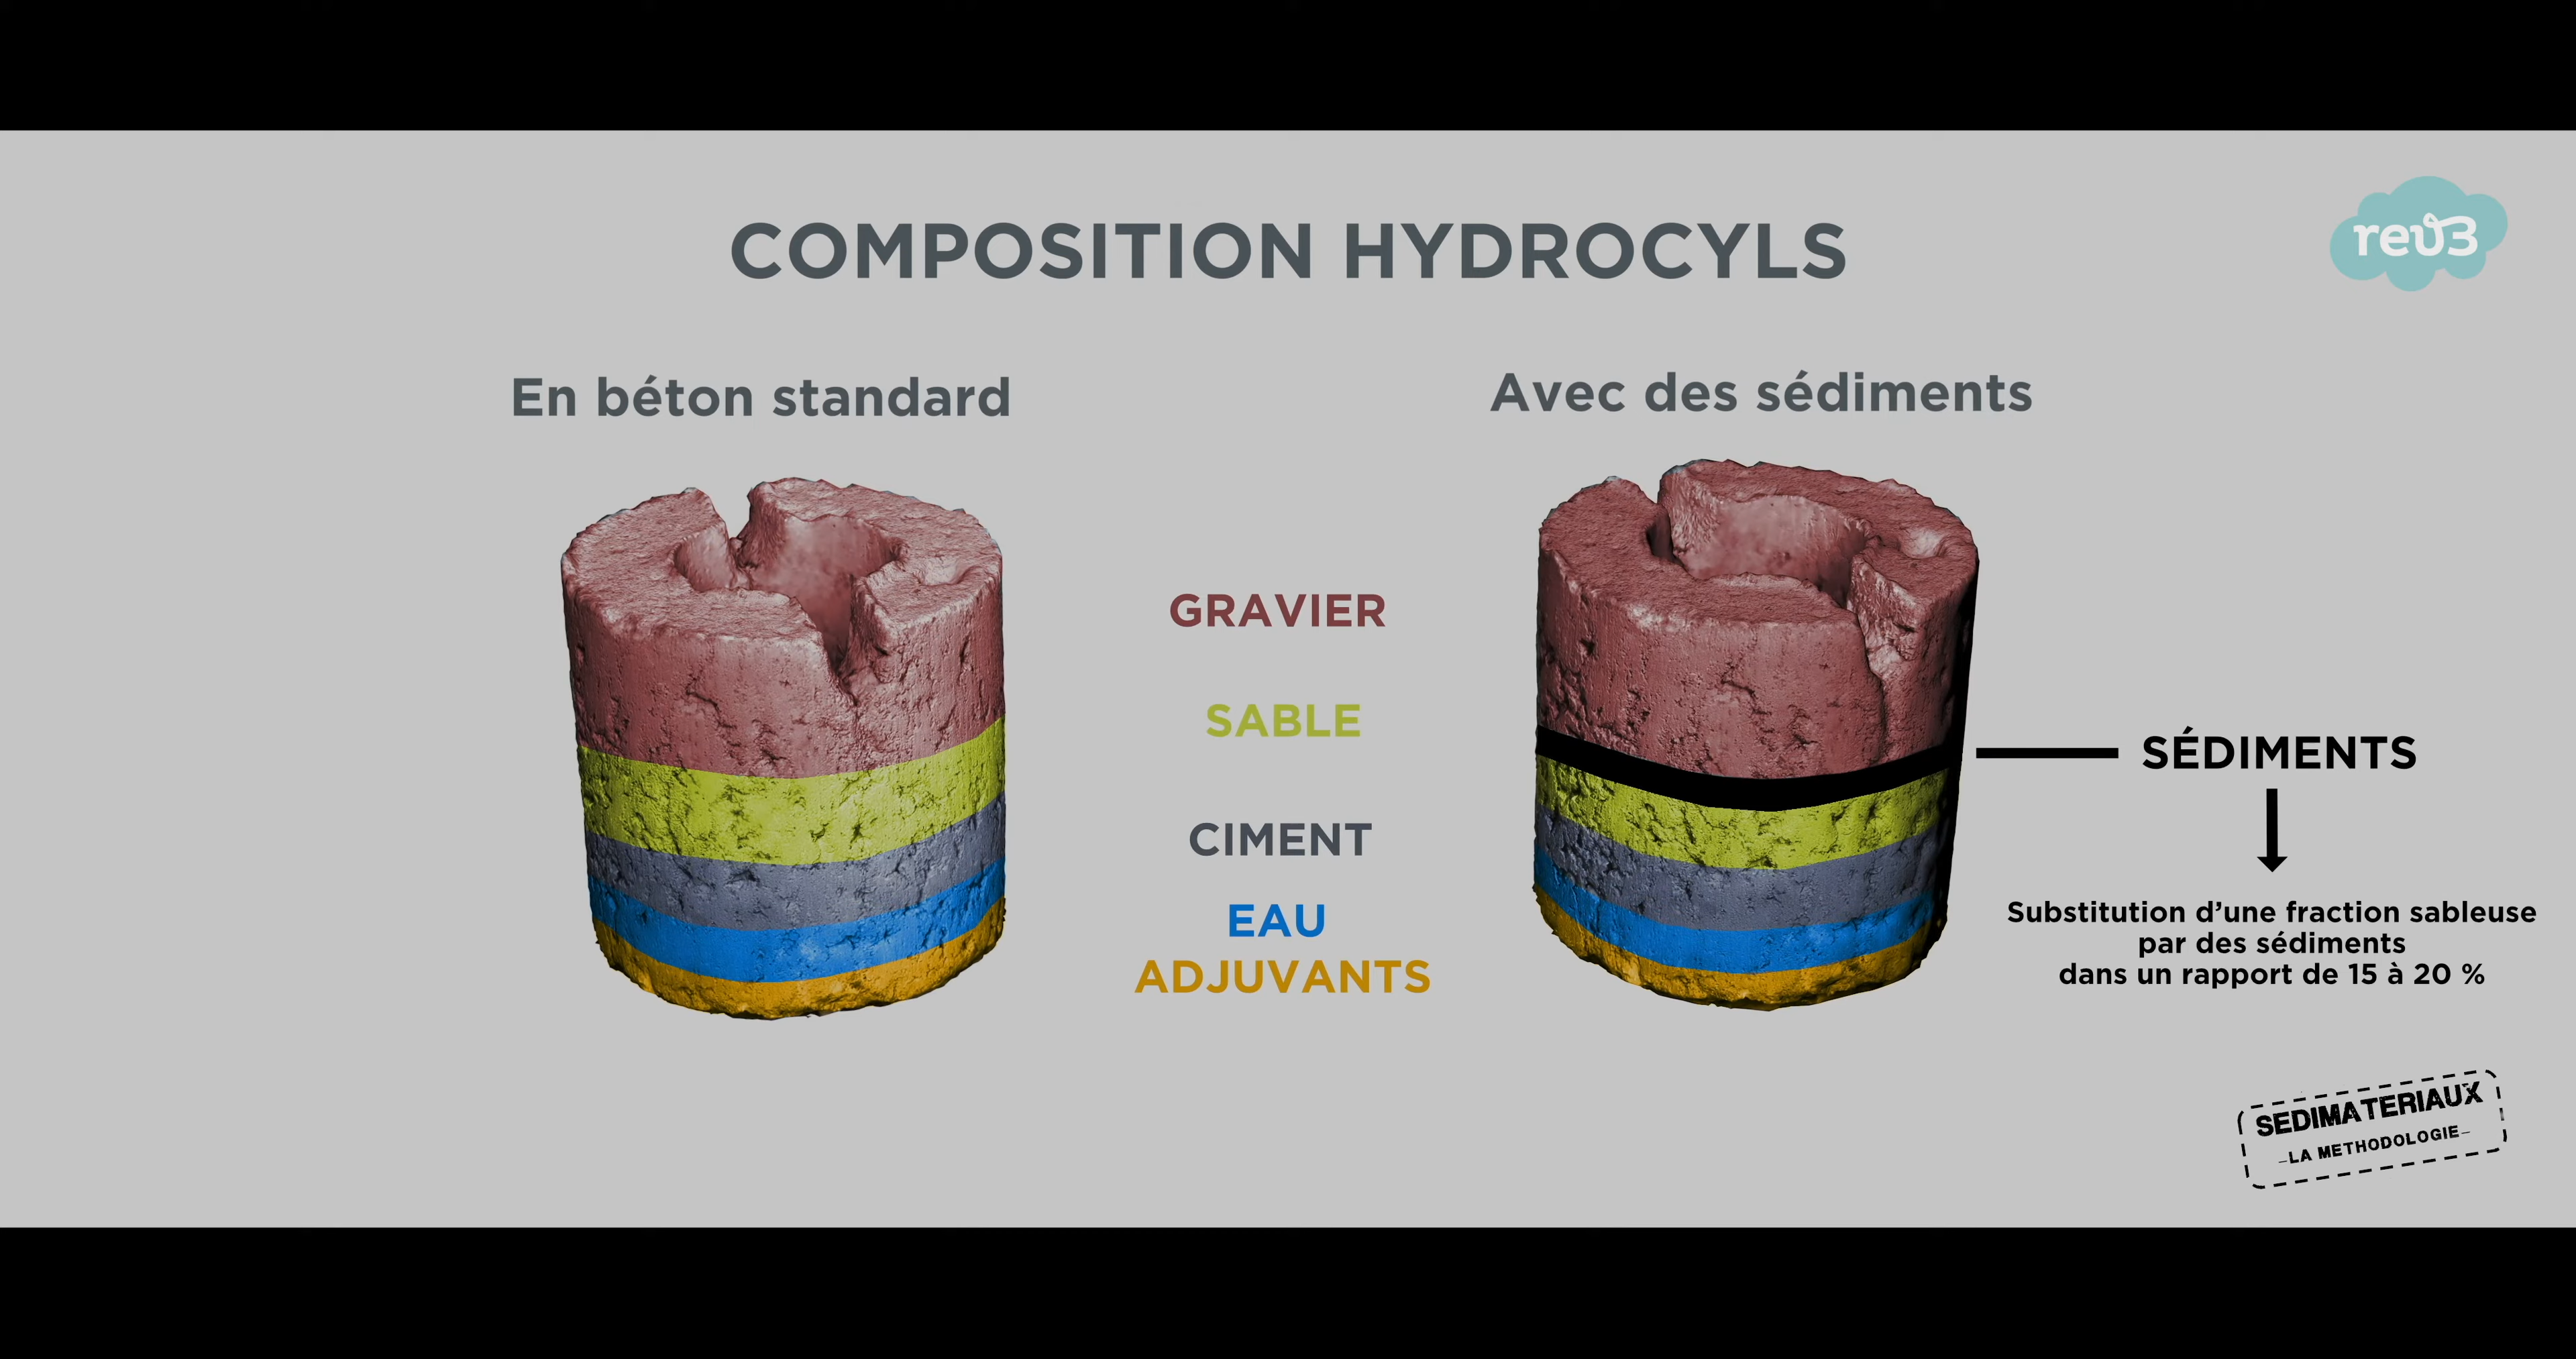 COMPOSITION HYDROCYLS
rev3
En béton standard
Avec des sédiments
GRAVIER
SABLE
CIMENT
EAU
ADJUVANTS
SÉDIMENTS
Substitution d’une fraction sableuse
par des sédiments
dans un rapport de 15 à 20 %
SEDIMATERIAUX
–LA METHODOLOGIE–